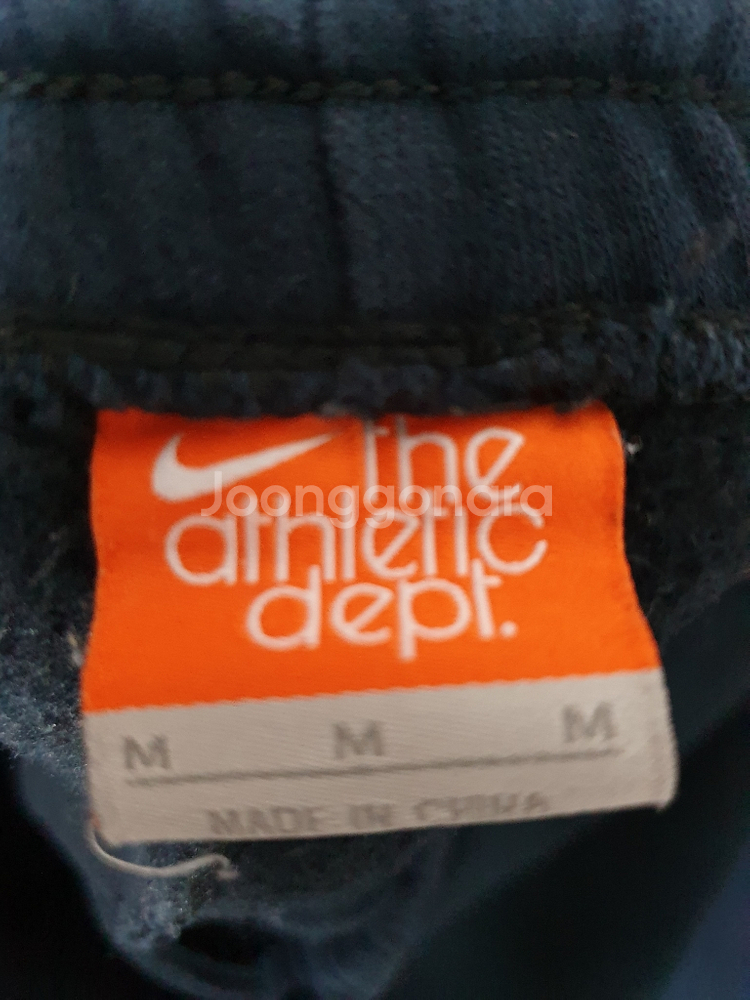 the
Joonggonara
athletic
dept.
M M M
MADE IN CHINA